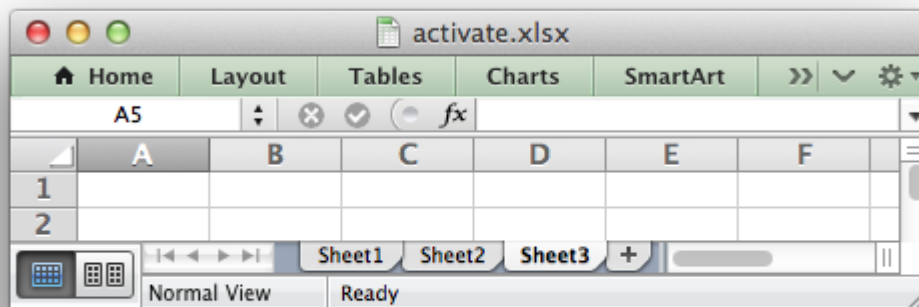 activate.xlsx
Home Layout Tables Charts SmartArt
A5 fx
A B C D E F
1
2
Sheet1 Sheet2 Sheet3 +
Normal View Ready